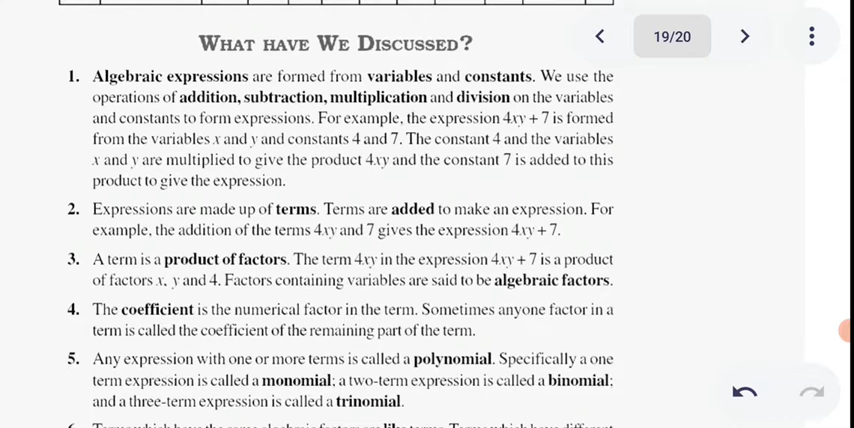 WHAT HAVE WE DISCUSSED?
19/20
1. Algebraic expressions are formed from variables and constants. We use the
operations of addition, subtraction, multiplication and division on the variables
and constants to form expressions. For example, the expression 4xy + 7 is formed
from the variables x and y and constants 4 and 7. The constant 4 and the variables
x and y are multiplied to give the product 4xy and the constant 7 is added to this
product to give the expression.
2. Expressions are made up of terms. Terms are added to make an expression. For
example, the addition of the terms 4xy and 7 gives the expression 4xy + 7.
3. A term is a product of factors. The term 4xy in the expression 4xy + 7 is a product
of factors x, y and 4. Factors containing variables are said to be algebraic factors.
4. The coefficient is the numerical factor in the term. Sometimes anyone factor in a
term is called the coefficient of the remaining part of the term.
5. Any expression with one or more terms is called a polynomial. Specifically a one
term expression is called a monomial; a two-term expression is called a binomial;
and a three-term expression is called a trinomial.